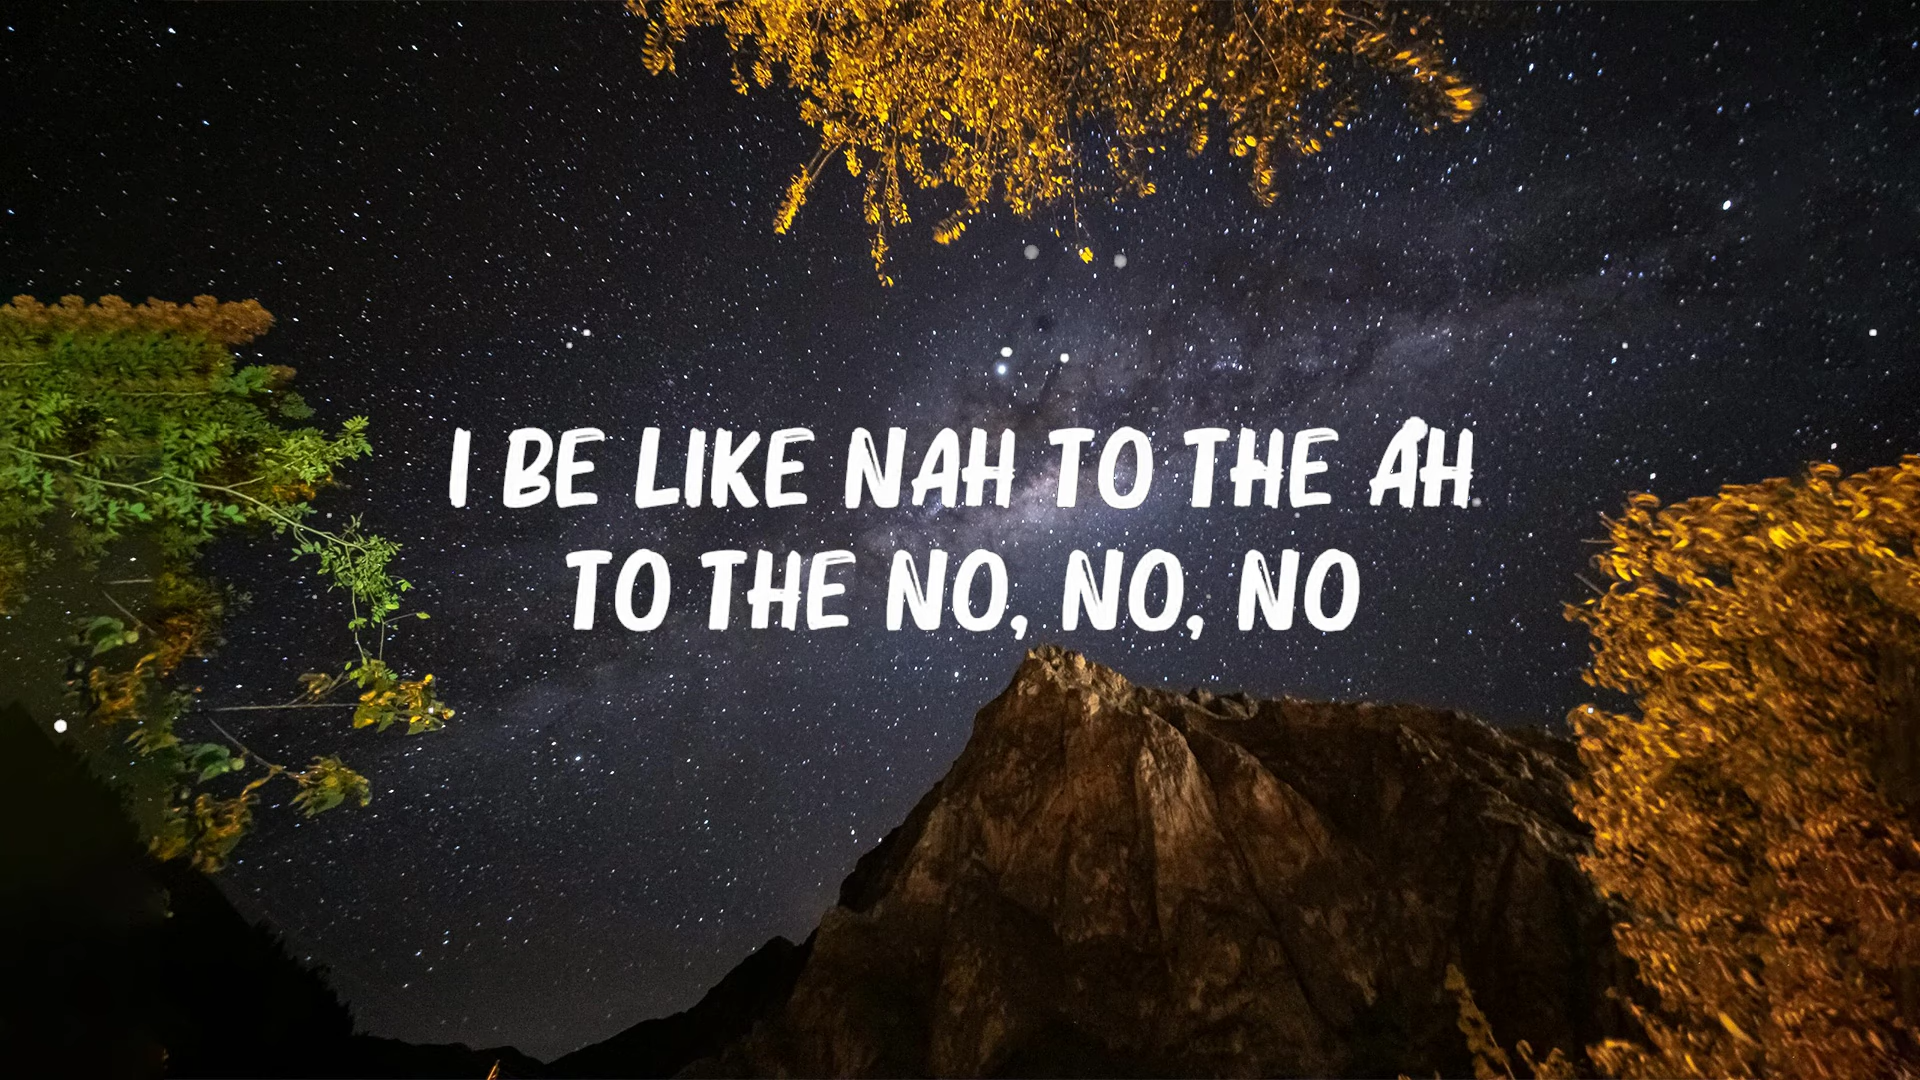 I BE LIKE NAH TO THE AH
TO THE NO, NO, NO